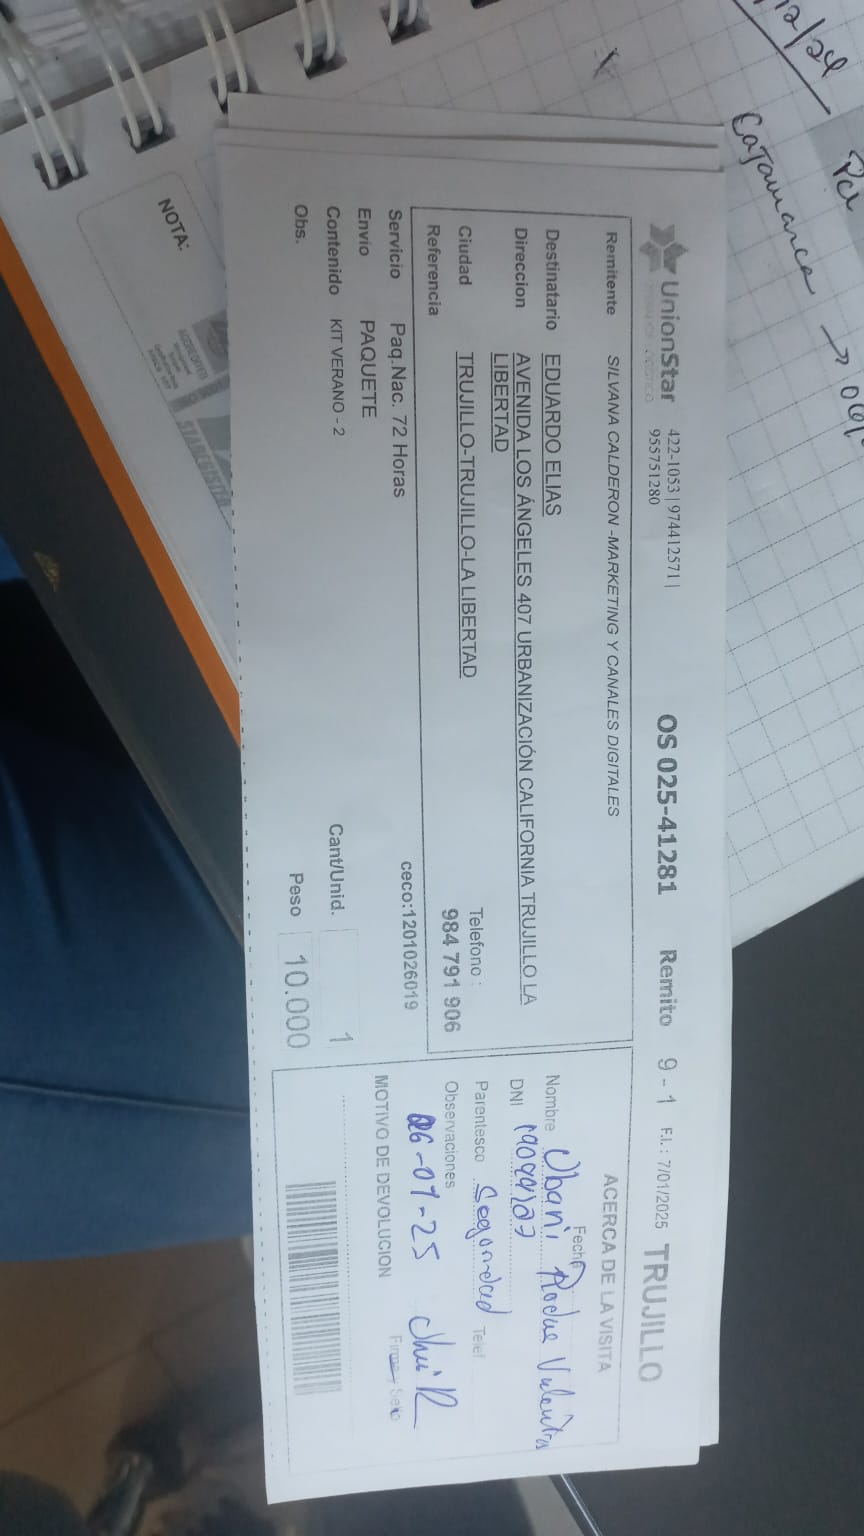 UnionStar
422-1053 | 974412571 |
955751280
OS 025-41281 Remito 9 - 1 F.I.: 7/01/2025 TRUJILLO
Remitente SILVANA CALDERON -MARKETING Y CANALES DIGITALES
Destinatario EDUARDO ELIAS
Direccion AVENIDA LOS ÁNGELES 407 URBANIZACIÓN CALIFORNIA TRUJILLO LA
LIBERTAD
Ciudad TRUJILLO-TRUJILLO-LA LIBERTAD
Telefono :
984 791 906
Referencia
Servicio Paq.Nac. 72 Horas
ceco:1201026019
Envio PAQUETE
Contenido KIT VERANO - 2
Cant/Unid. 1
Obs.
Peso 10.000
ACERCA DE LA VISITA
Fecha
Nombre Ubani Rodue
DNI
Parentesco Seguridad Telef
Observaciones
MOTIVO DE DEVOLUCION
Firma y Sello
NOTA:
12/24
Cajamarca →